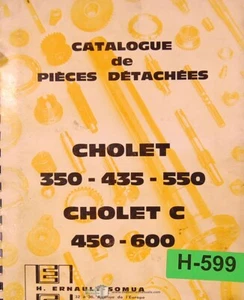 CATALOGUE
de
PIÈCES DÉTACHÉES
CHOLET
350 - 435 - 550
CHOLET C
450 - 600
H-599
H. ERNAULT-SOMUA